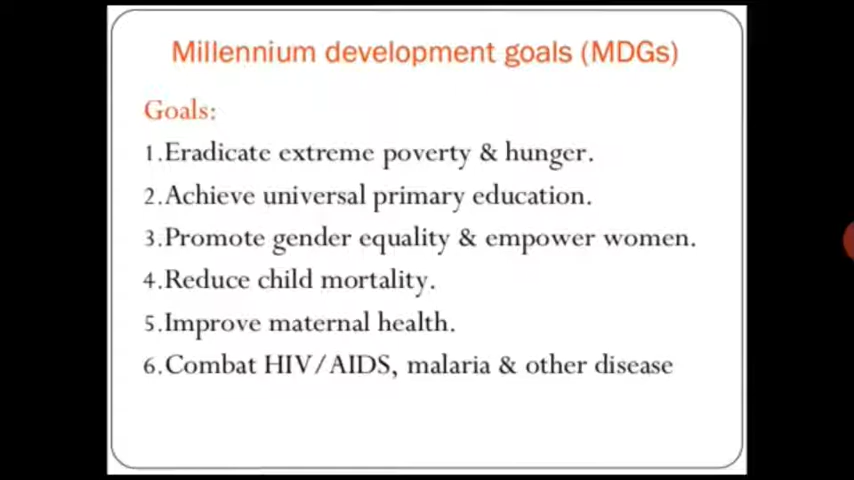 Millennium development goals (MDGs)
Goals:
1.Eradicate extreme poverty & hunger.
2.Achieve universal primary education.
3.Promote gender equality & empower women.
4.Reduce child mortality.
5.Improve maternal health.
6.Combat HIV/AIDS, malaria & other disease